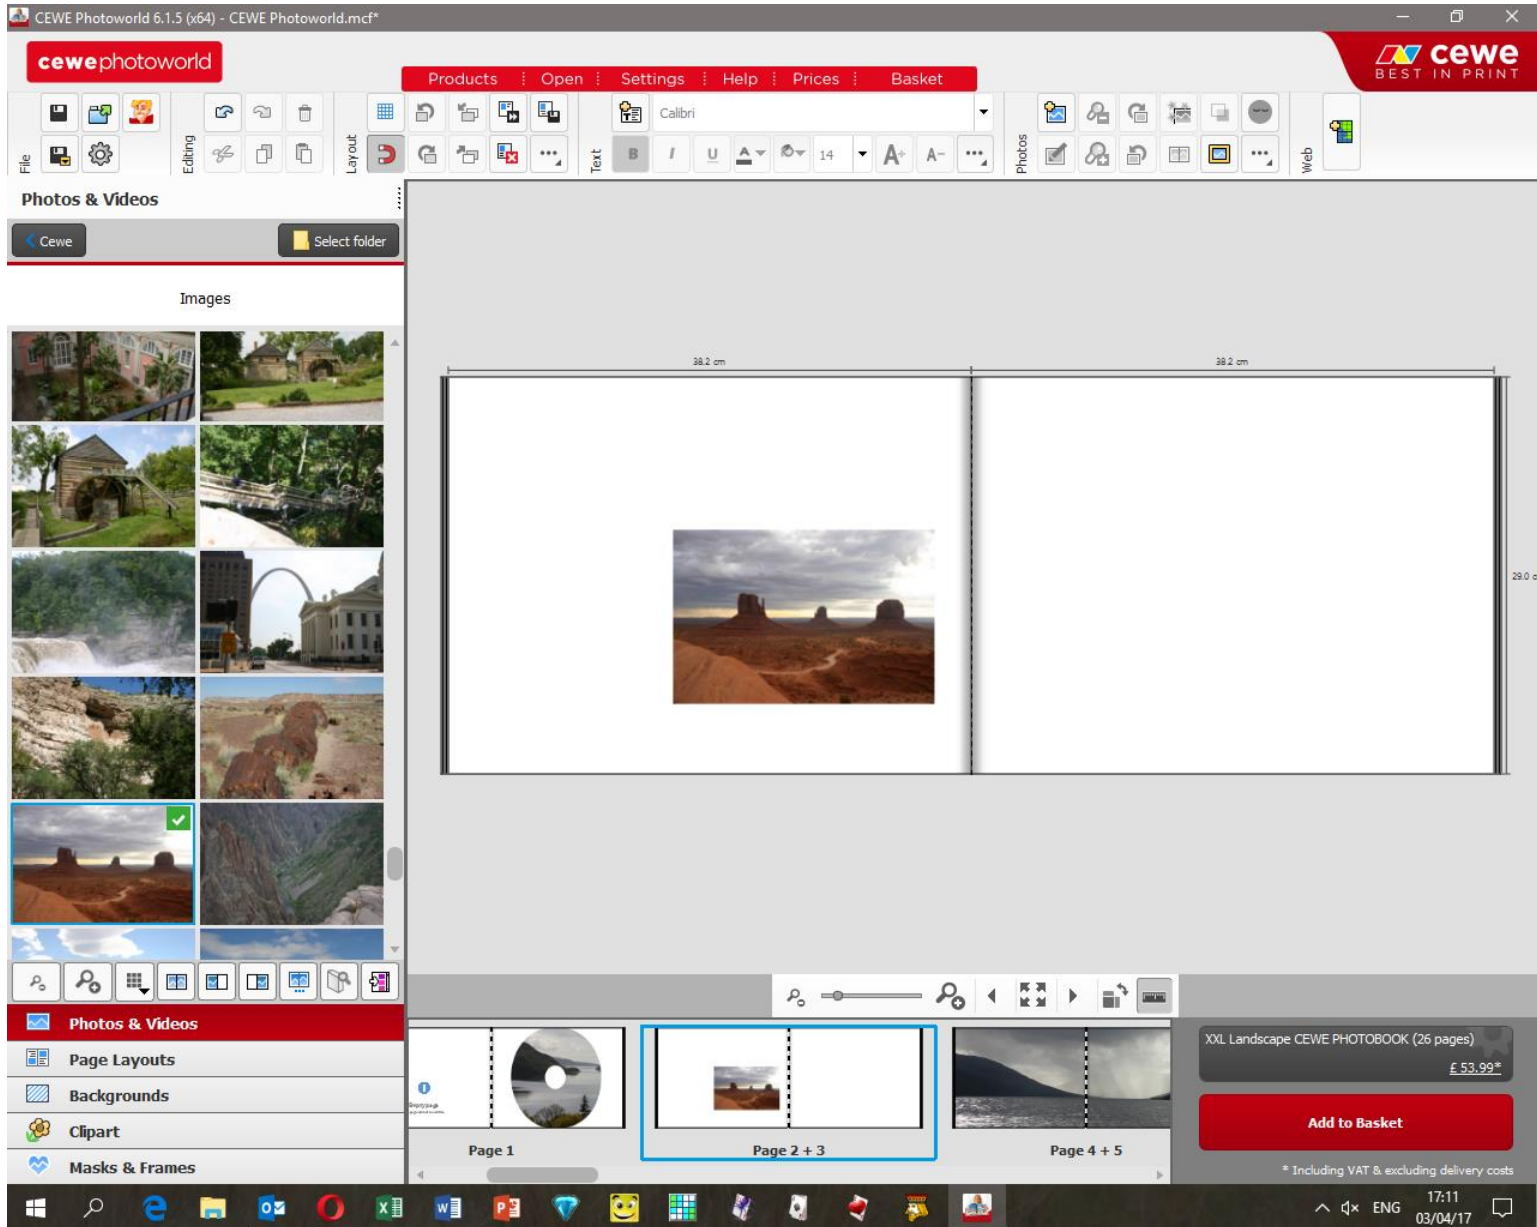 CEWE Photoworld 6.1.5 (x64) - CEWE Photoworld.mcf*
cewephotoworld
Products Open Settings Help Prices Basket
cewe
BEST IN PRINT
File
Editing
Layout
Text
Calibri
B I U A 14 A+ A-
Photos
Web
Photos & Videos
Cewe
Select folder
Images
38.2 cm
38.2 cm
29.0 c
Photos & Videos
Page Layouts
Backgrounds
Clipart
Masks & Frames
Page 1
Page 2 + 3
Page 4 + 5
XXL Landscape CEWE PHOTOBOOK (26 pages)
£ 53.99*
Add to Basket
* Including VAT & excluding delivery costs
ENG
17:11
03/04/17